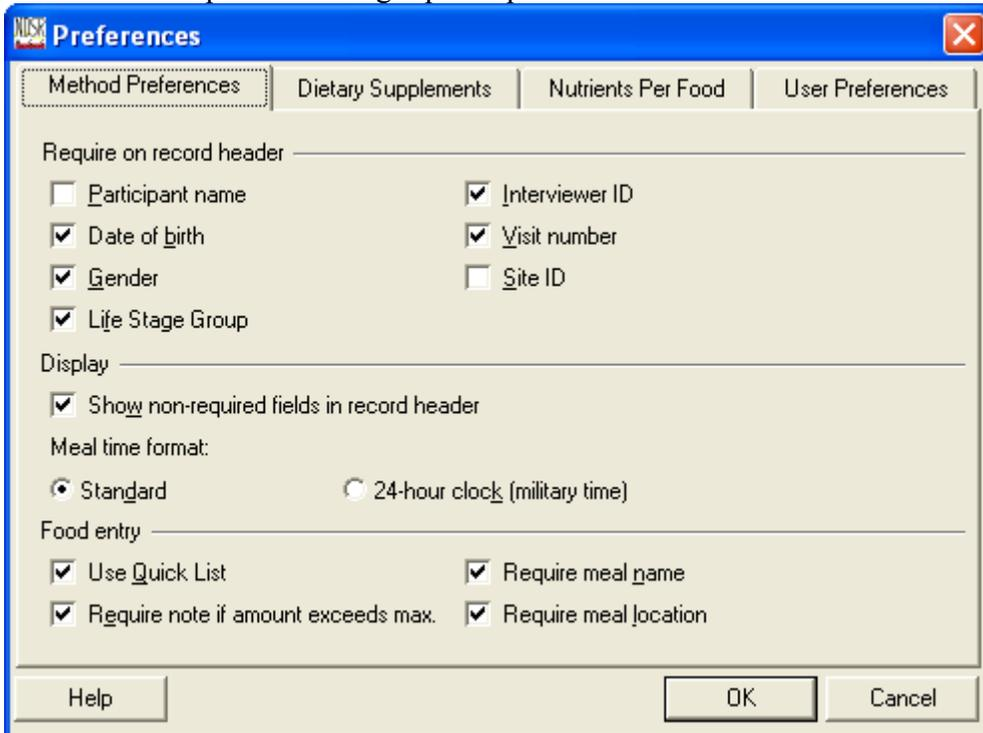 NDSR Preferences
Method Preferences Dietary Supplements Nutrients Per Food User Preferences
Require on record header
Participant name Interviewer ID
Date of birth Visit number
Gender Site ID
Life Stage Group
Display
Show non-required fields in record header
Meal time format:
Standard 24-hour clock (military time)
Food entry
Use Quick List Require meal name
Require note if amount exceeds max. Require meal location
Help OK Cancel